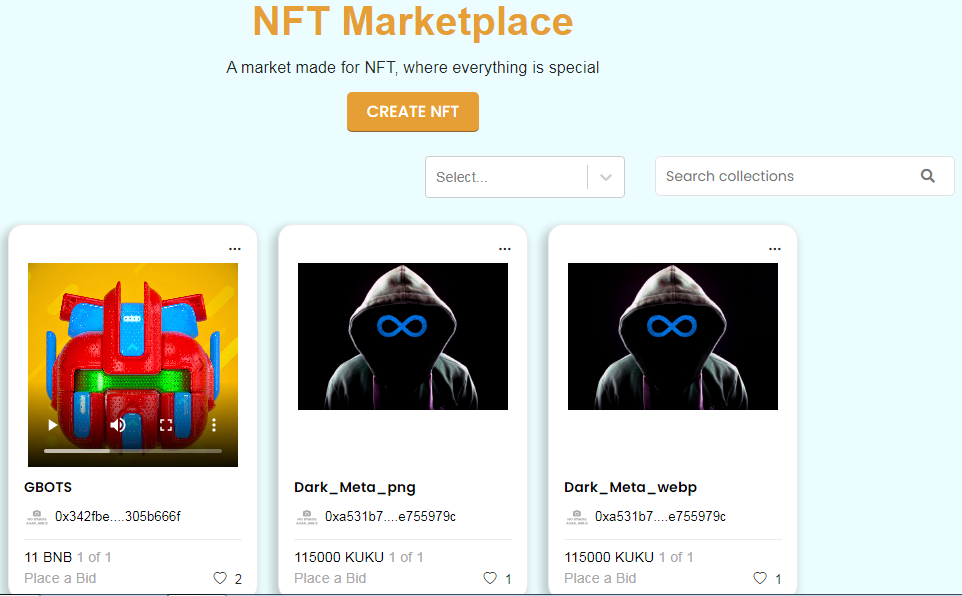 NFT Marketplace
A market made for NFT, where everything is special
CREATE NFT
Select...
Search collections
...
...
...
GBOTS
Dark_Meta_png
Dark_Meta_webp
0x342fbe....305b666f
0xa531b7....e755979c
0xa531b7....e755979c
11 BNB 1 of 1
115000 KUKU 1 of 1
115000 KUKU 1 of 1
Place a Bid
2
Place a Bid
1
Place a Bid
1